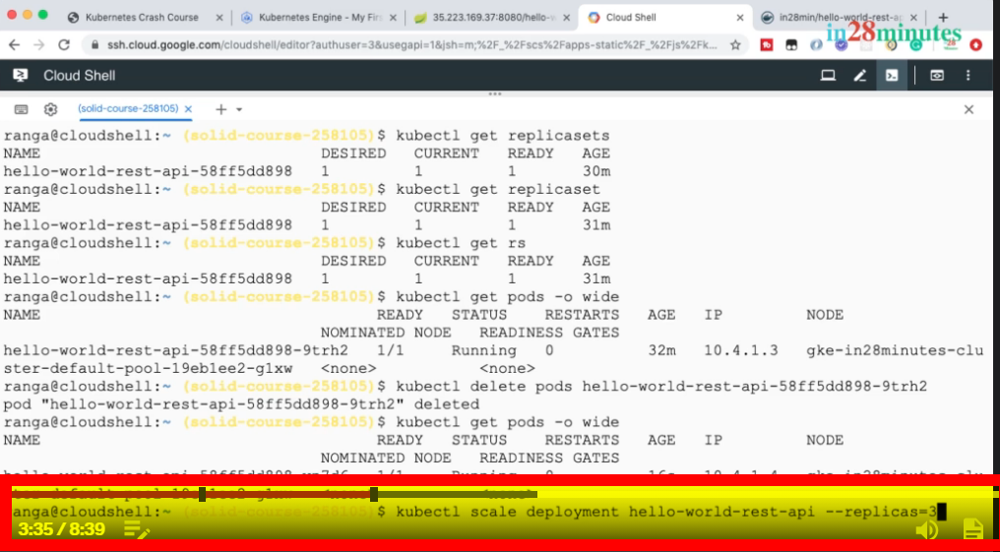 Kubernetes Crash Course
Kubernetes Engine - My Firs
35.223.169.37:8080/hello-w
Cloud Shell
in28min/hello-world-rest-ap
in28minutes
ssh.cloud.google.com/cloudshell/editor?authuser=3&usegapi=1&jsh=m;%2F_%2Fscs%2Fapps-static%2F_%2Fjs%2Fk...
Cloud Shell
(solid-course-258105)
ranga@cloudshell:~ (solid-course-258105)$ kubectl get replicasets
NAME DESIRED CURRENT READY AGE
hello-world-rest-api-58ff5dd898 1 1 1 30m
ranga@cloudshell:~ (solid-course-258105)$ kubectl get replicaset
NAME DESIRED CURRENT READY AGE
hello-world-rest-api-58ff5dd898 1 1 1 31m
ranga@cloudshell:~ (solid-course-258105)$ kubectl get rs
NAME DESIRED CURRENT READY AGE
hello-world-rest-api-58ff5dd898 1 1 1 31m
ranga@cloudshell:~ (solid-course-258105)$ kubectl get pods -o wide
NAME READY STATUS RESTARTS AGE IP NODE
NOMINATED NODE READINESS GATES
hello-world-rest-api-58ff5dd898-9trh2 1/1 Running 0 32m 10.4.1.3 gke-in28minutes-clu
ster-default-pool-19eb1ee2-g1xw <none> <none>
ranga@cloudshell:~ (solid-course-258105)$ kubectl delete pods hello-world-rest-api-58ff5dd898-9trh2
pod "hello-world-rest-api-58ff5dd898-9trh2" deleted
ranga@cloudshell:~ (solid-course-258105)$ kubectl get pods -o wide
NAME READY STATUS RESTARTS AGE IP NODE
NOMINATED NODE READINESS GATES
1/1 Running 0 16s 10.4.1.4
anga@cloudshell:~ (solid-course-258105)$ kubectl scale deployment hello-world-rest-api --replicas=3
3:35 / 8:39